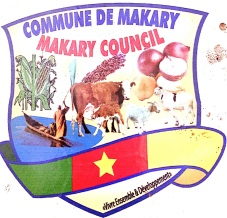 COMMUNE DE MAKARY
MAKARY COUNCIL
«Vivre Ensemble & Développement»